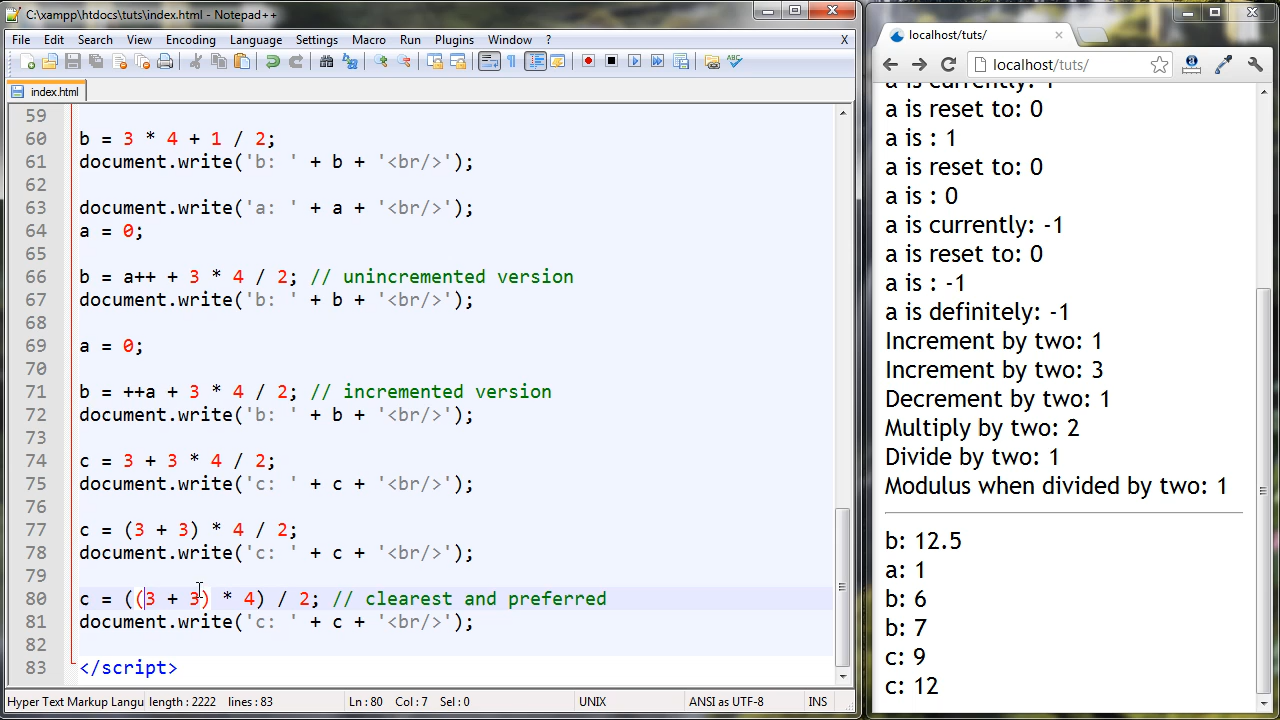 C:\xampp\htdocs\tuts\index.html - Notepad++
File Edit Search View Encoding Language Settings Macro Run Plugins Window ? X
index.html
59
60 b = 3 * 4 + 1 / 2;
61 document.write('b: ' + b + '<br/>');
62
63 document.write('a: ' + a + '<br/>');
64 a = 0;
65
66 b = a++ + 3 * 4 / 2; // unincremented version
67 document.write('b: ' + b + '<br/>');
68
69 a = 0;
70
71 b = ++a + 3 * 4 / 2; // incremented version
72 document.write('b: ' + b + '<br/>');
73
74 c = 3 + 3 * 4 / 2;
75 document.write('c: ' + c + '<br/>');
76
77 c = (3 + 3) * 4 / 2;
78 document.write('c: ' + c + '<br/>');
79
80 c = ((3 + 3) * 4) / 2; // clearest and preferred
81 document.write('c: ' + c + '<br/>');
82
83 </script>
Hyper Text Markup Langu length : 2222 lines : 83 Ln : 80 Col : 7 Sel : 0 UNIX ANSI as UTF-8 INS
localhost/tuts/
localhost/tuts/
a is currently: 1
a is reset to: 0
a is : 1
a is reset to: 0
a is : 0
a is currently: -1
a is reset to: 0
a is : -1
a is definitely: -1
Increment by two: 1
Increment by two: 3
Decrement by two: 1
Multiply by two: 2
Divide by two: 1
Modulus when divided by two: 1
b: 12.5
a: 1
b: 6
b: 7
c: 9
c: 12